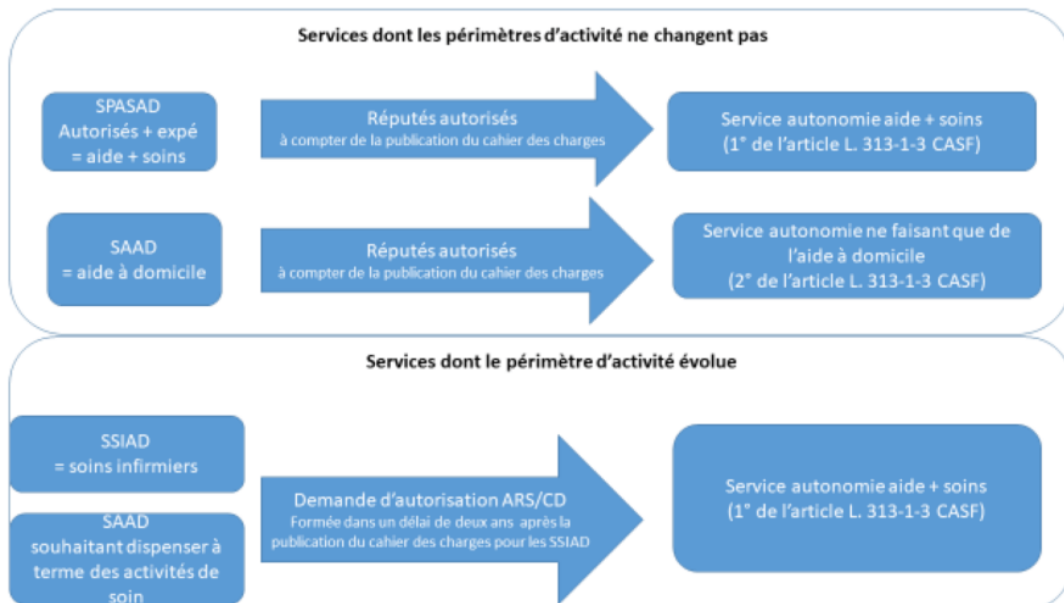 Services dont les périmètres d'activité ne changent pas
SPASAD
Autorisés + expé
= aide + soins
Réputés autorisés
à compter de la publication du cahier des charges
Service autonomie aide + soins
(1° de l'article L. 313-1-3 CASF)
SAAD
= aide à domicile
Réputés autorisés
à compter de la publication du cahier des charges
Service autonomie ne faisant que de
l'aide à domicile
(2° de l'article L. 313-1-3 CASF)
Services dont le périmètre d'activité évolue
SSIAD
= soins infirmiers
SAAD
souhaitant dispenser à
terme des activités de
soin
Demande d'autorisation ARS/CD
Formée dans un délai de deux ans après la
publication du cahier des charges pour les SSIAD
Service autonomie aide + soins
(1° de l'article L. 313-1-3 CASF)